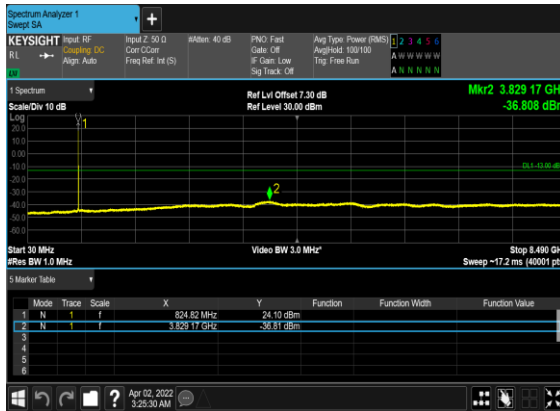 Spectrum Analyzer 1
Swept SA
+
KEYSIGHT Input: RF Input Z: 50 Ω #Atten: 40 dB PNO: Fast Avg Type: Power (RMS) 1 2 3 4 5 6
RL Coupling: DC Corr CCorr Gate: Off Avg|Hold: 100/100
Align: Auto Freq Ref: Int (S) IF Gain: Low Trig: Free Run A W W W W W
Sig Track: Off A N N N N N
1 Spectrum
Scale/Div 10 dB Ref Lvl Offset 7.30 dB Mkr2 3.829 17 GHz
Ref Level 30.00 dBm -36.808 dBm
Log
20.0
10.0
0.00
-10.0
-20.0
-30.0
-40.0
-50.0
-60.0
1
2
DL1 -13.00 dBm
Start 30 MHz Video BW 3.0 MHz* Stop 8.490 GH
#Res BW 1.0 MHz Sweep ~17.2 ms (40001 pt
5 Marker Table
Mode Trace Scale X Y Function Function Width Function Value
1 N 1 f 824.82 MHz 24.10 dBm
2 N 1 f 3.829 17 GHz -36.81 dBm
3
4
5
6
? Apr 02, 2022
3:25:30 AM